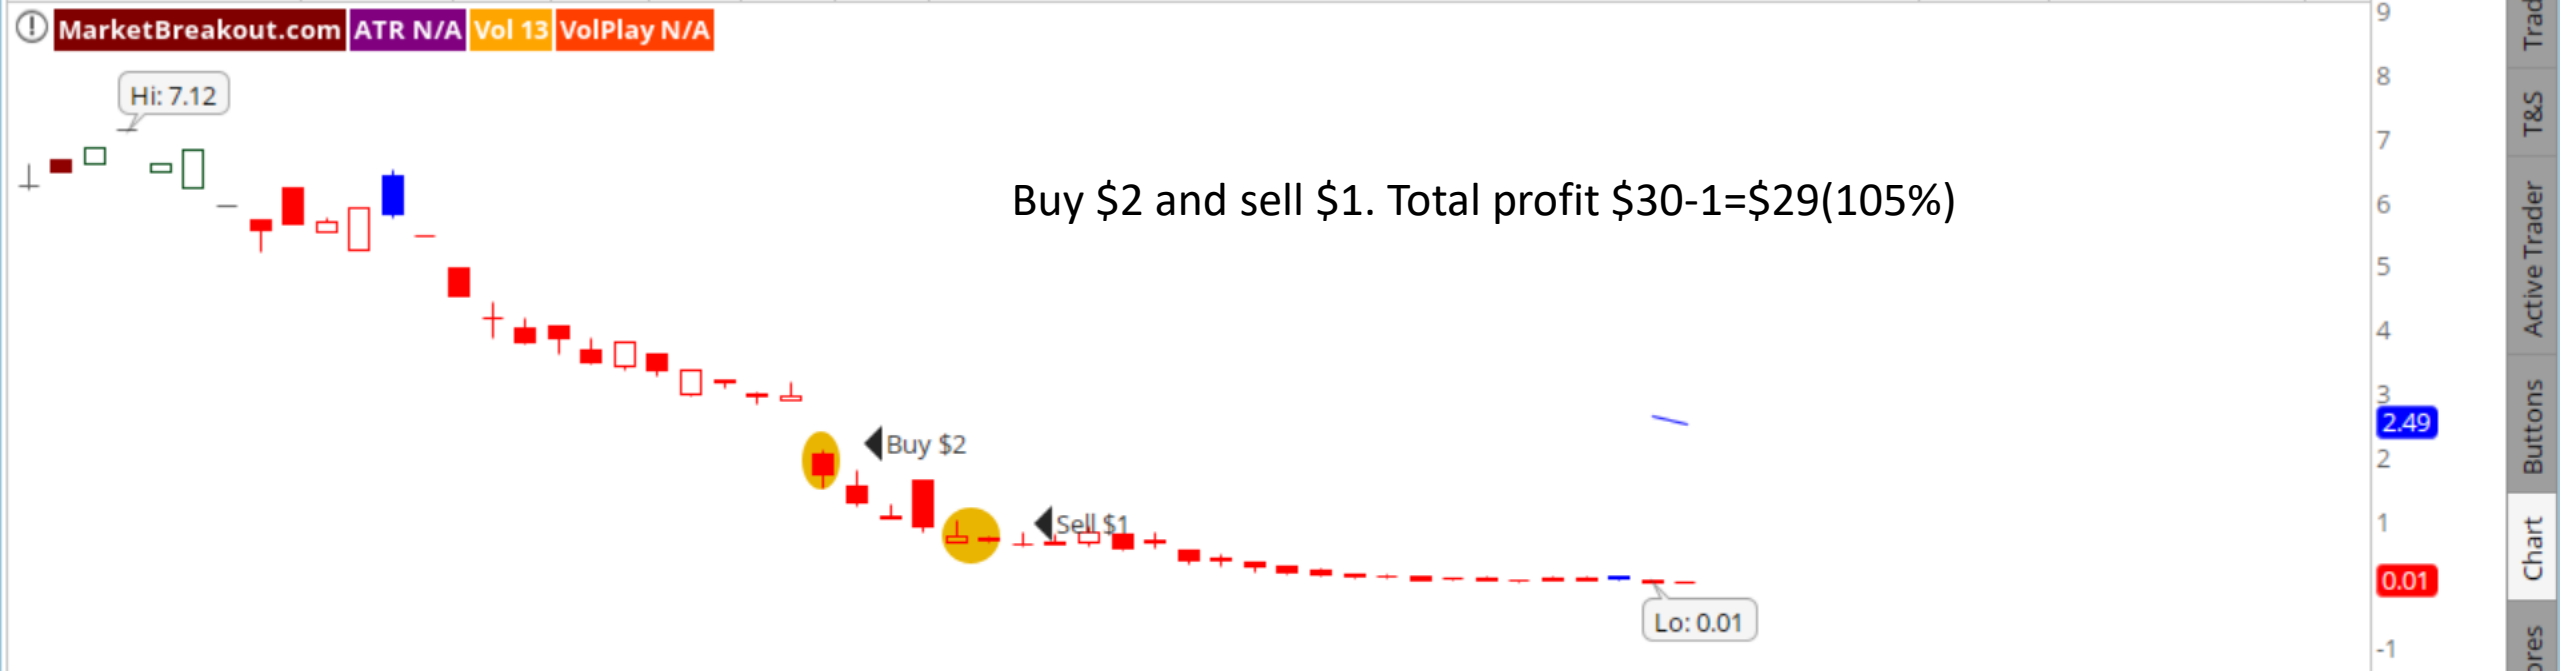 MarketBreakout.com ATR N/A Vol 13 VolPlay N/A
Hi: 7.12
Buy $2 and sell $1. Total profit $30-1=$29(105%)
Buy $2
Sell $1
Lo: 0.01
9
8
7
6
5
4
3
2.49
2
1
0.01
-1
Trad
T&S
Active Trader
Buttons
Chart
ores